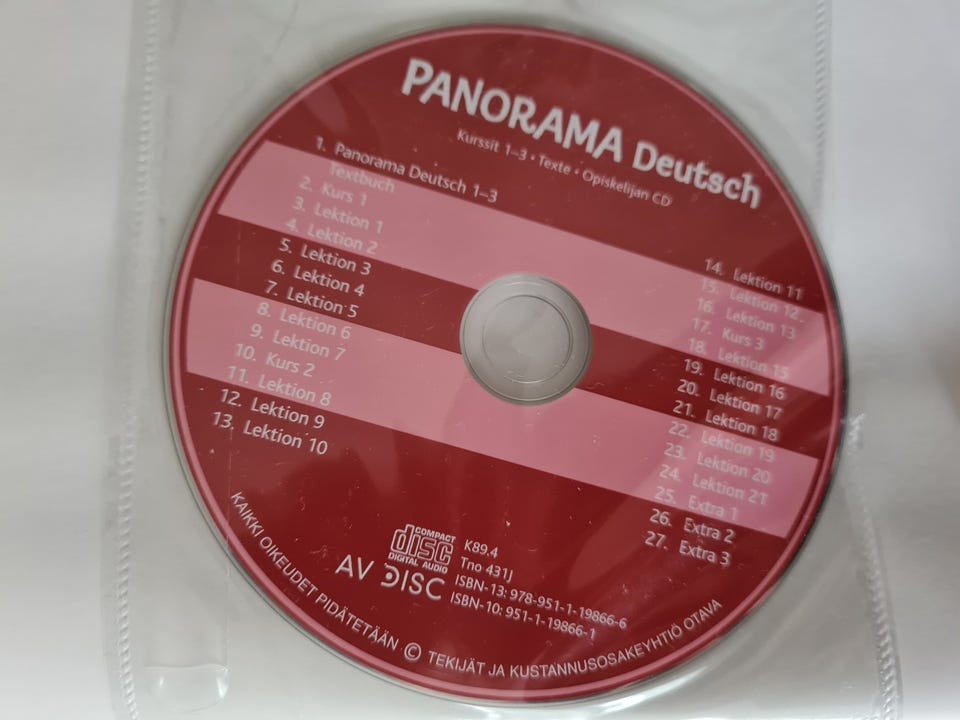 PANORAMA Deutsch
Kurssit 1–3 • Texte • Opiskelijan CD
1. Panorama Deutsch 1–3
Textbuch
2. Kurs 1
3. Lektion 1
4. Lektion 2
5. Lektion 3
6. Lektion 4
7. Lektion 5
8. Lektion 6
9. Lektion 7
10. Kurs 2
11. Lektion 8
12. Lektion 9
13. Lektion 10
14. Lektion 11
15. Lektion 12
16. Lektion 13
17. Kurs 3
18. Lektion 15
19. Lektion 16
20. Lektion 17
21. Lektion 18
22. Lektion 19
23. Lektion 20
24. Lektion 21
25. Extra 1
26. Extra 2
27. Extra 3
COMPACT
disc
DIGITAL AUDIO
AV DISC
K89.4
Tno 431J
ISBN-13: 978-951-1-19866-6
ISBN-10: 951-1-19866-1
KAIKKI OIKEUDET PIDÄTETÄÄN © TEKIJÄT JA KUSTANNUSOSAKEYHTIÖ OTAVA